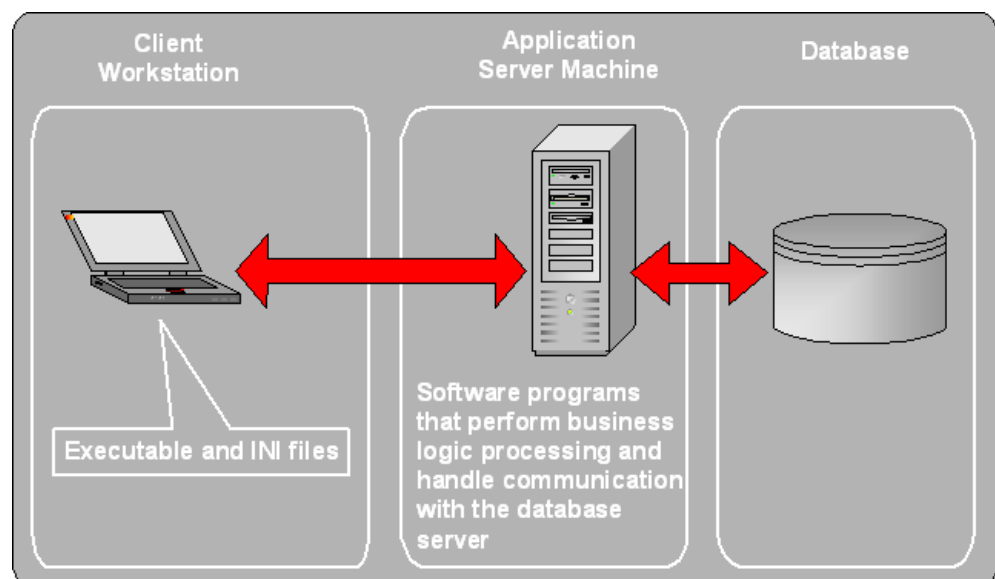 Client
Workstation
Application
Server Machine
Database
Executable and INI files
Software programs
that perform business
logic processing and
handle communication
with the database
server